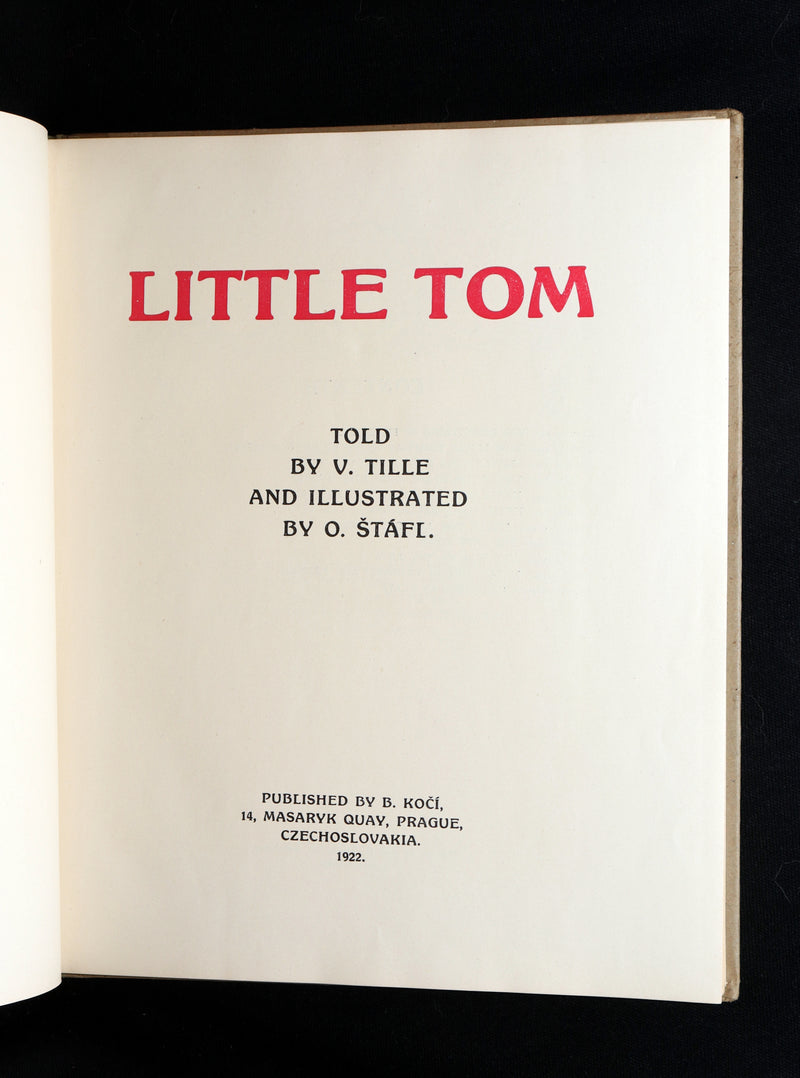 LITTLE TOM
TOLD
BY V. TILLE
AND ILLUSTRATED
BY O. ŠTÁFL.
PUBLISHED BY B. KOČÍ,
14, MASARYK QUAY, PRAGUE,
CZECHOSLOVAKIA.
1922.